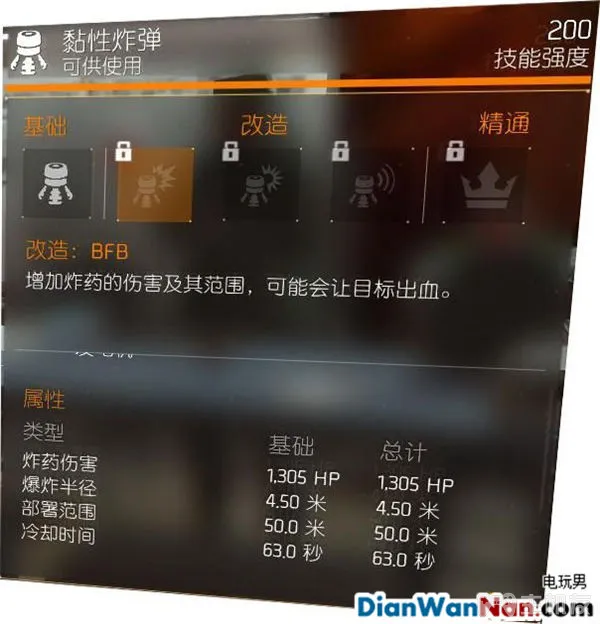 黏性炸弹
可供使用
200
技能强度
基础
改造
精通
改造：BFB
增加炸药的伤害及其范围，可能会让目标出血。
属性
类型 基础 总计
炸药伤害 1,305 HP 1,305 HP
爆炸半径 4.50 米 4.50 米
部署范围 50.0 米 50.0 米
冷却时间 63.0 秒 63.0 秒
电玩男
DianWanNan.com